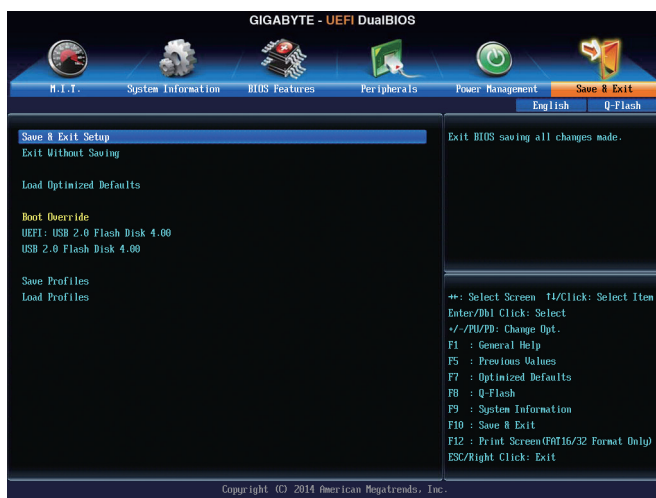 GIGABYTE - UEFI DualBIOS
M.I.T.
System Information
BIOS Features
Peripherals
Power Management
Save & Exit
English
Q-Flash
Save & Exit Setup
Exit Without Saving
Load Optimized Defaults
Boot Override
UEFI: USB 2.0 Flash Disk 4.00
USB 2.0 Flash Disk 4.00
Save Profiles
Load Profiles
Exit BIOS saving all changes made.
→←: Select Screen ↑↓/Click: Select Item
Enter/Dbl Click: Select
+/-/PU/PD: Change Opt.
F1 : General Help
F5 : Previous Values
F7 : Optimized Defaults
F8 : Q-Flash
F9 : System Information
F10 : Save & Exit
F12 : Print Screen(FAT16/32 Format Only)
ESC/Right Click: Exit
Copyright (C) 2014 American Megatrends, Inc.